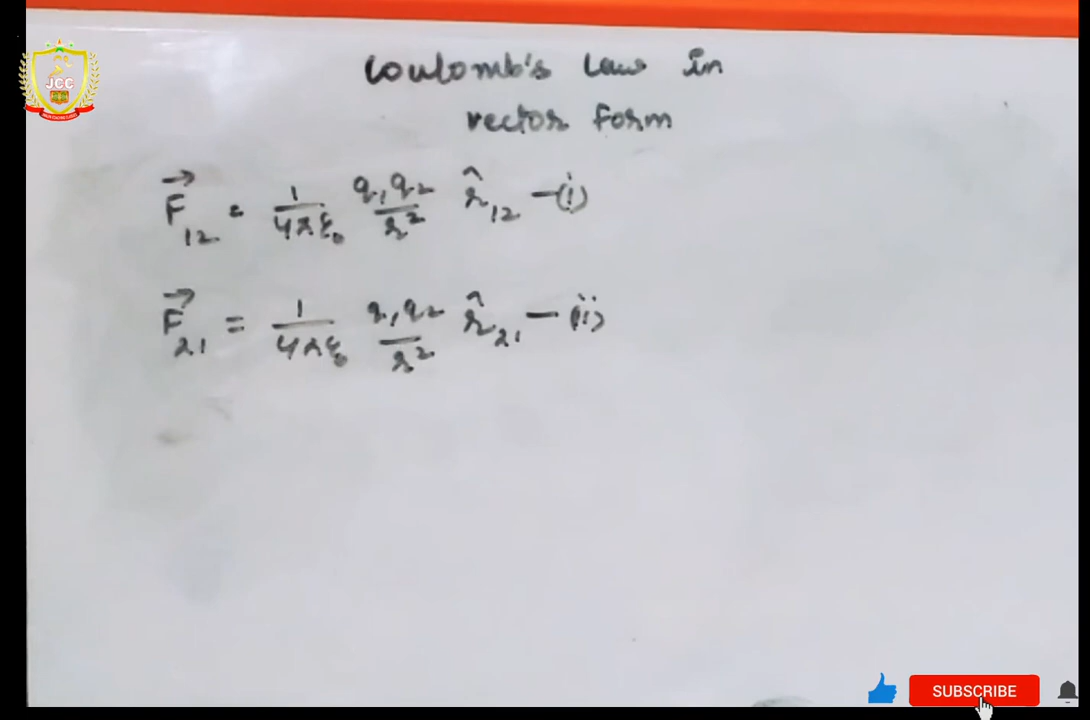 JCC
Coulomb's Law in
vector Form
→F₁₂ = 1/4πε₀ q₁q₂/r² r̂₁₂ —(i)
→F₂₁ = 1/4πε₀ q₁q₂/r² r̂₂₁ —(ii)
SUBSCRIBE